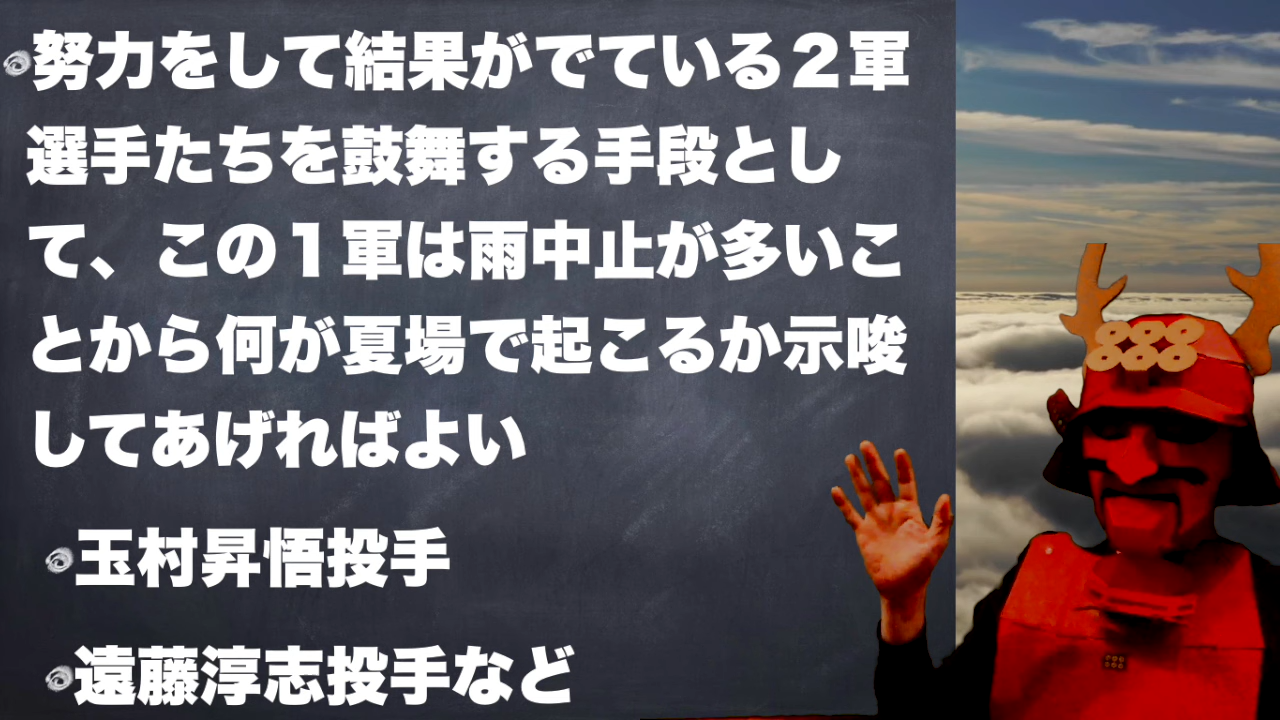 努力をして結果がでている２軍
選手たちを鼓舞する手段とし
て、この１軍は雨中止が多いこ
とから何が夏場で起こるか示唆
してあげればよい
玉村昇悟投手
遠藤淳志投手など